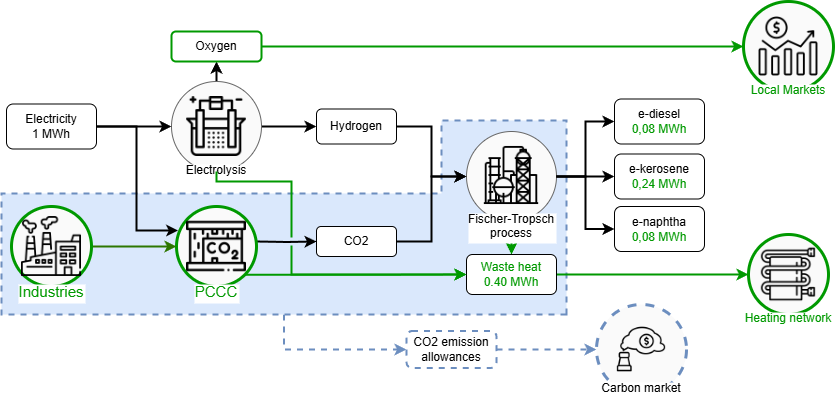 Oxygen
$
Local Markets
Electricity
1 MWh
Electrolysis
Hydrogen
e-diesel
0,08 MWh
Fischer-Tropsch
process
e-kerosene
0,24 MWh
e-naphtha
0,08 MWh
Industries
CO2
PCCC
CO2
Waste heat
0.40 MWh
Heating network
CO2 emission
allowances
$
Carbon market